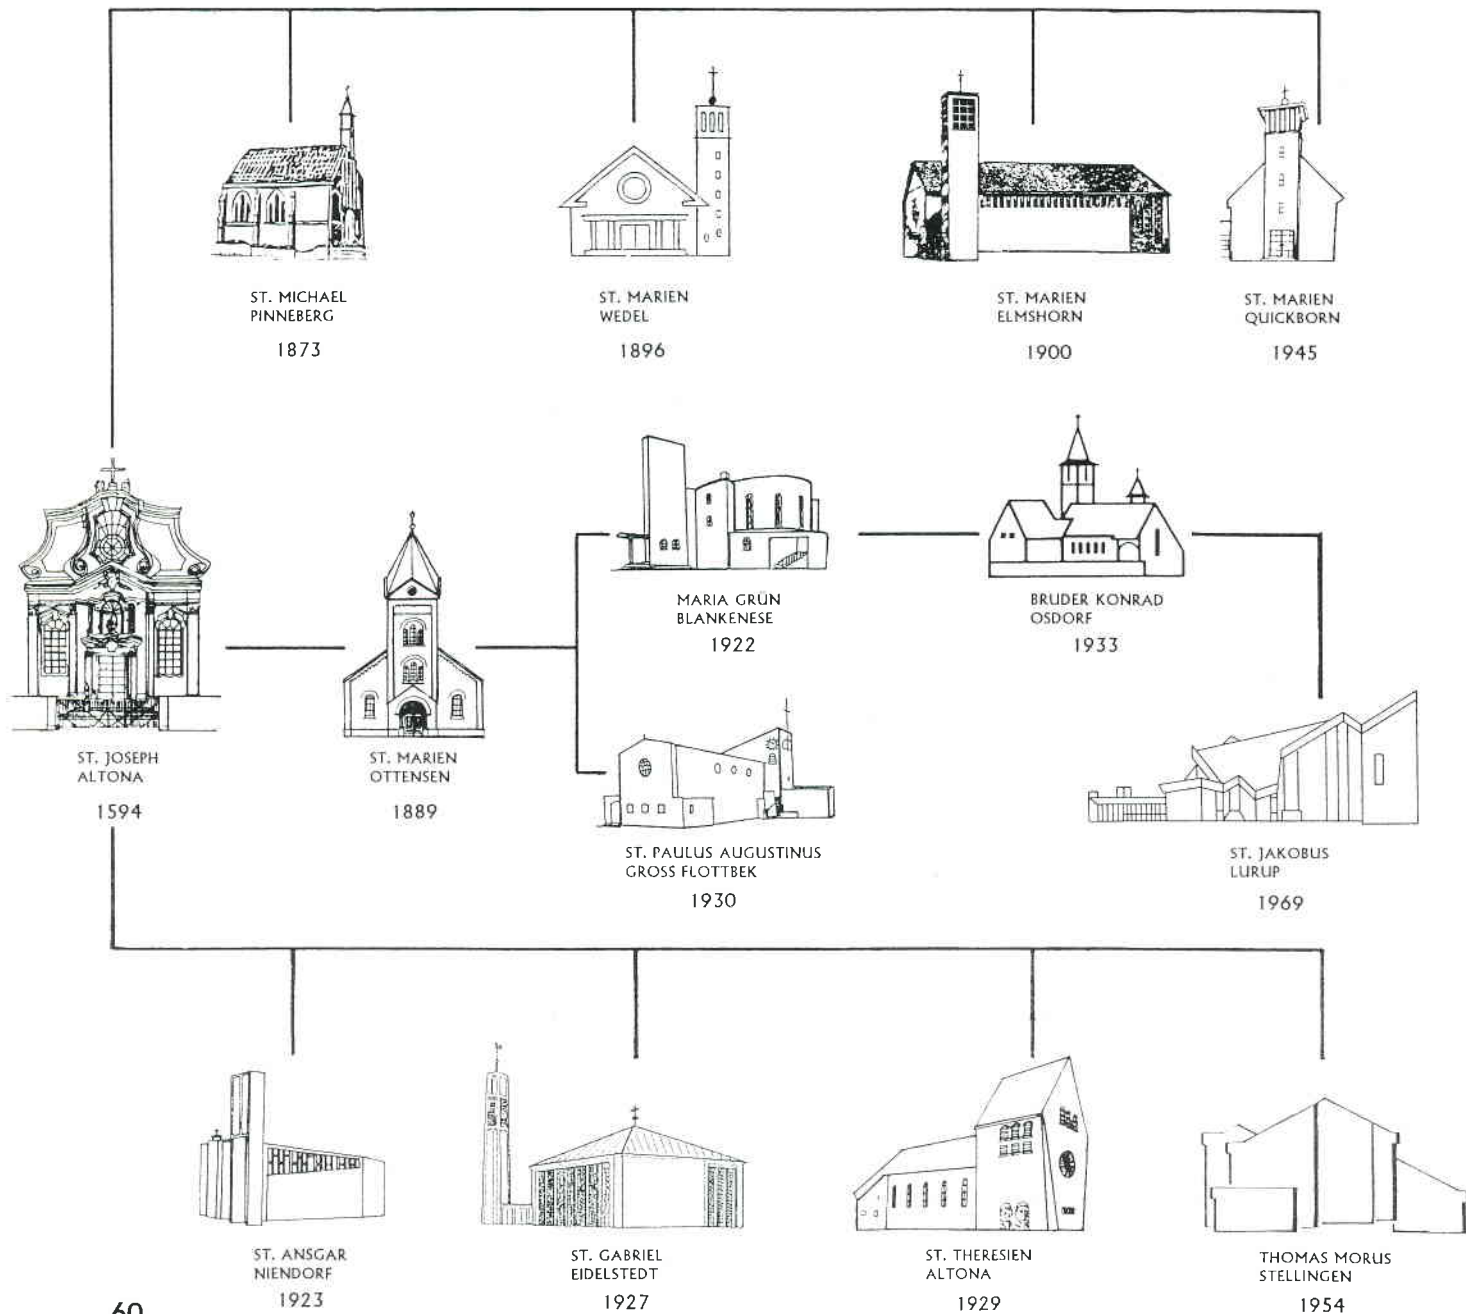 ST. MICHAEL
PINNEBERG
1873
ST. MARIEN
WEDEL
1896
ST. MARIEN
ELMSHORN
1900
ST. MARIEN
QUICKBORN
1945
ST. JOSEPH
ALTONA
1594
ST. MARIEN
OTTENSEN
1889
MARIA GRÜN
BLANKENESE
1922
BRUDER KONRAD
OSDORF
1933
ST. PAULUS AUGUSTINUS
GROSS FLOTTBEK
1930
ST. JAKOBUS
LURUP
1969
ST. ANSGAR
NIENDORF
1923
ST. GABRIEL
EIDELSTEDT
1927
ST. THERESIEN
ALTONA
1929
THOMAS MORUS
STELLINGEN
1954
60